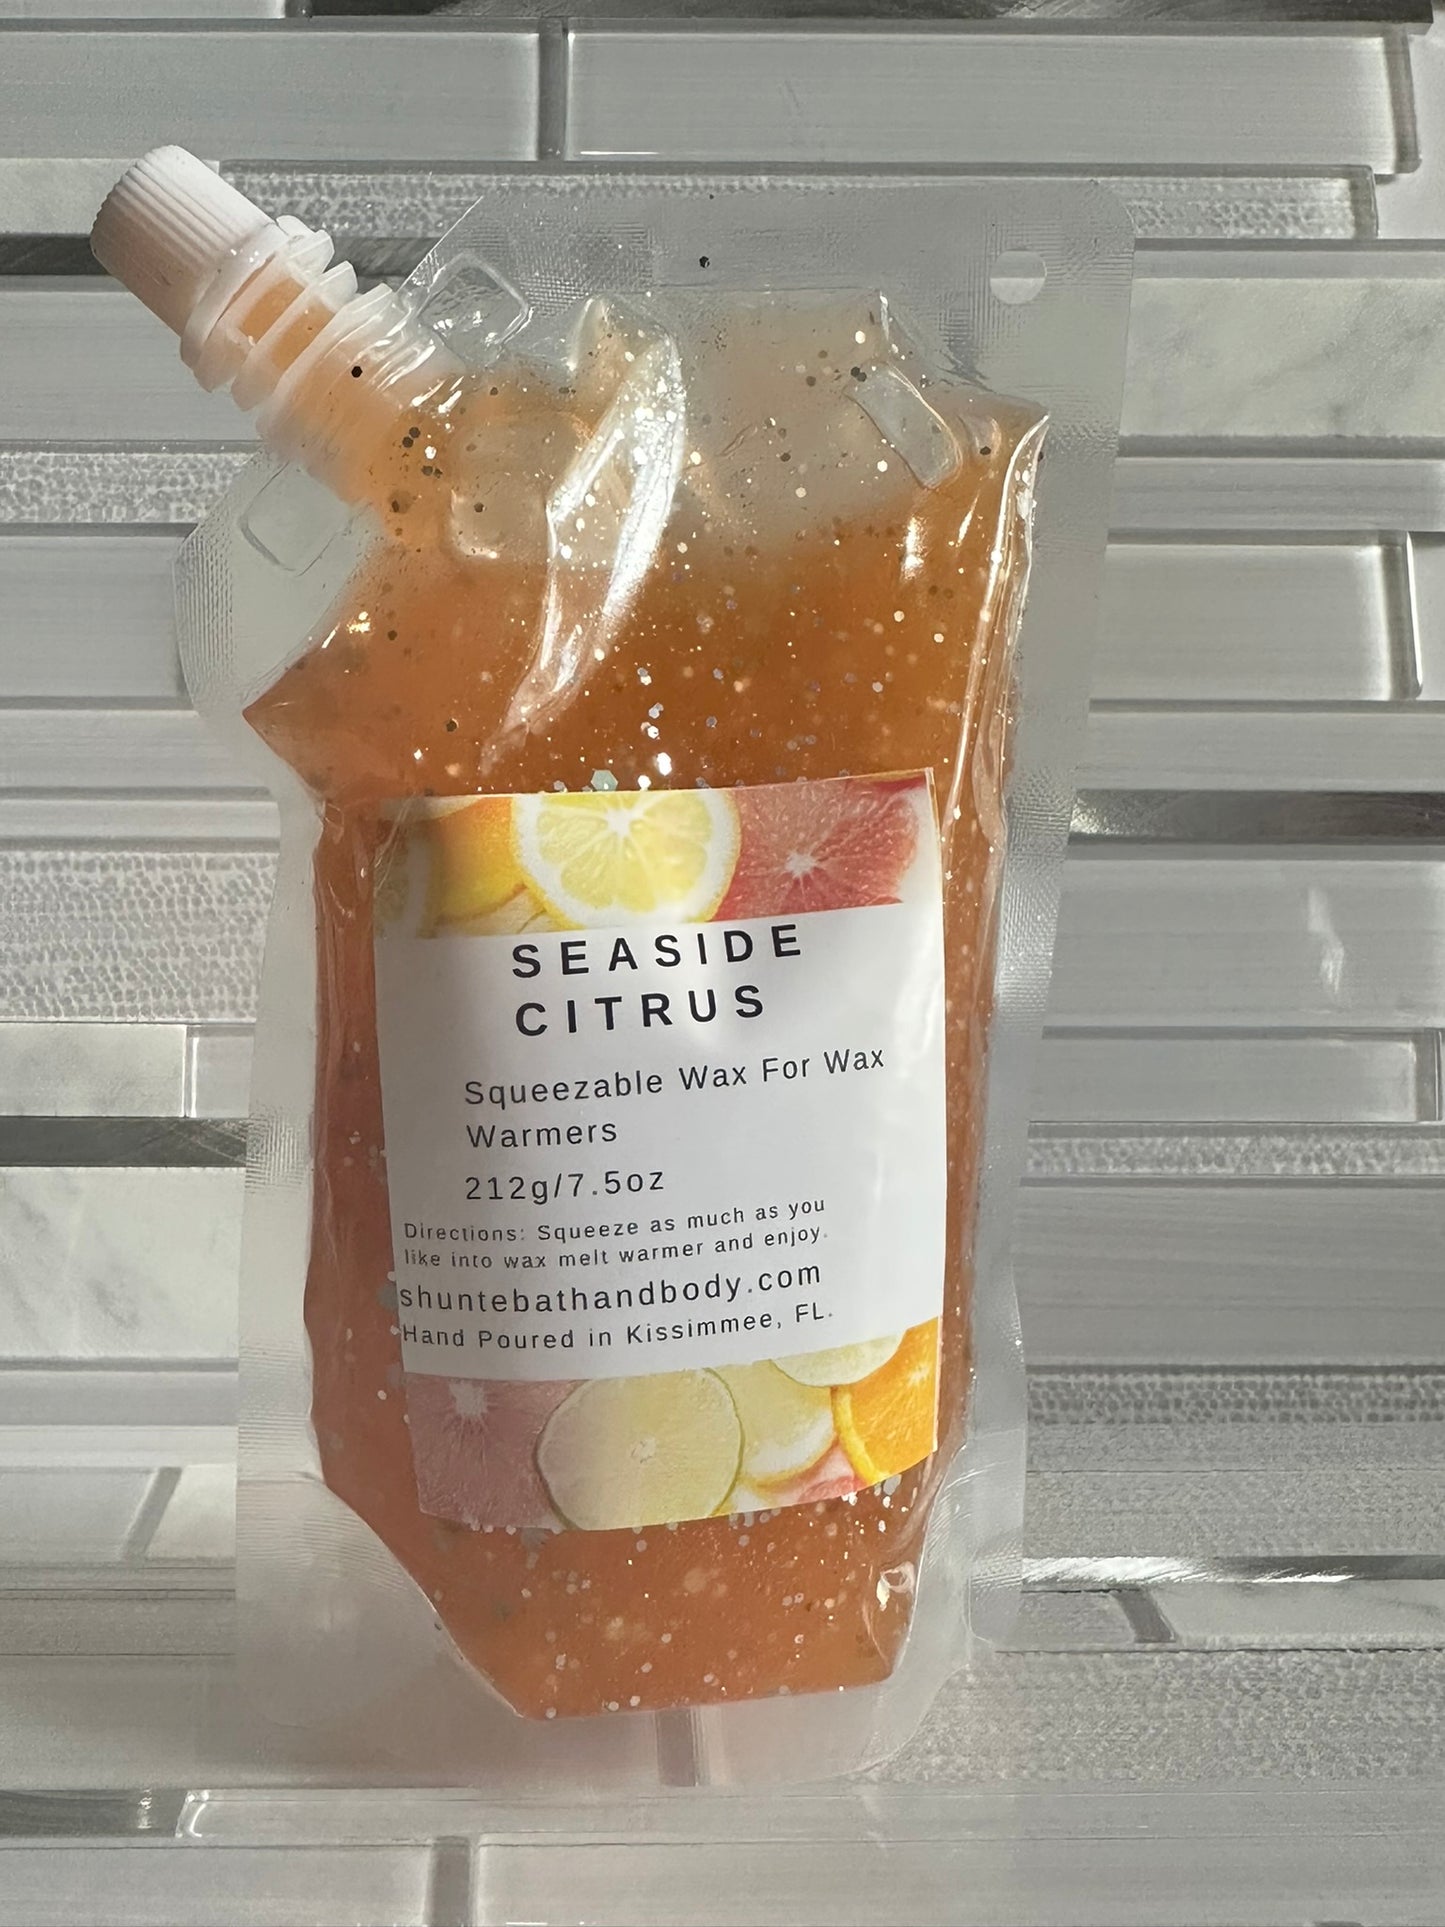 SEASIDE
CITRUS
Squeezable Wax For Wax
Warmers
212g/7.5oz
Directions: Squeeze as much as you
like into wax melt warmer and enjoy.
shuntebathandbody.com
Hand Poured in Kissimmee, FL.